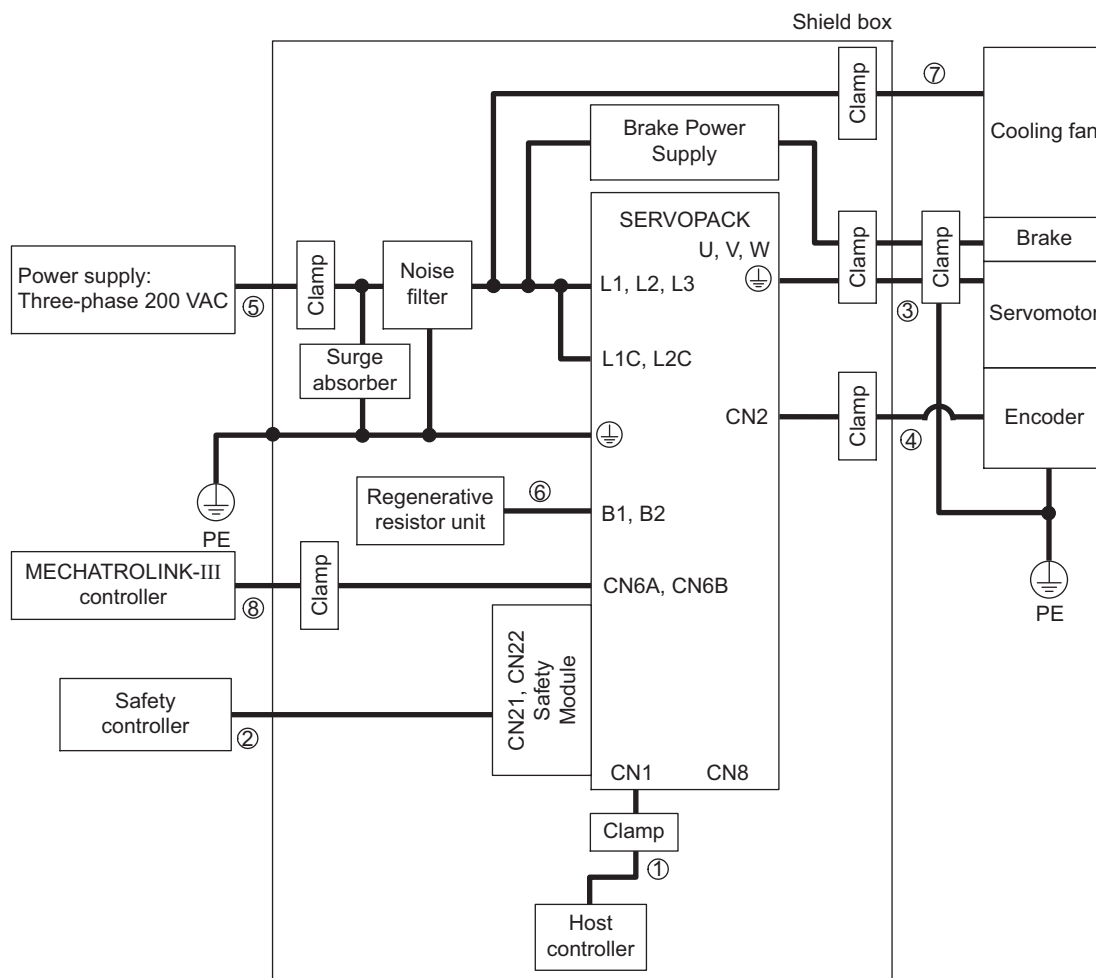 Shield box
Clamp
⑦
Cooling fan
Brake Power
Supply
SERVOPACK
U, V, W
Clamp
Clamp
Brake
Power supply:
Three-phase 200 VAC
⑤
Clamp
Noise
filter
L1, L2, L3
③
Servomotor
Surge
absorber
L1C, L2C
CN2
Clamp
④
Encoder
PE
Regenerative
resistor unit
⑥
B1, B2
MECHATROLINK-III
controller
⑧
Clamp
CN6A, CN6B
PE
Safety
controller
②
CN21, CN22
Safety
Module
CN1
CN8
Clamp
①
Host
controller